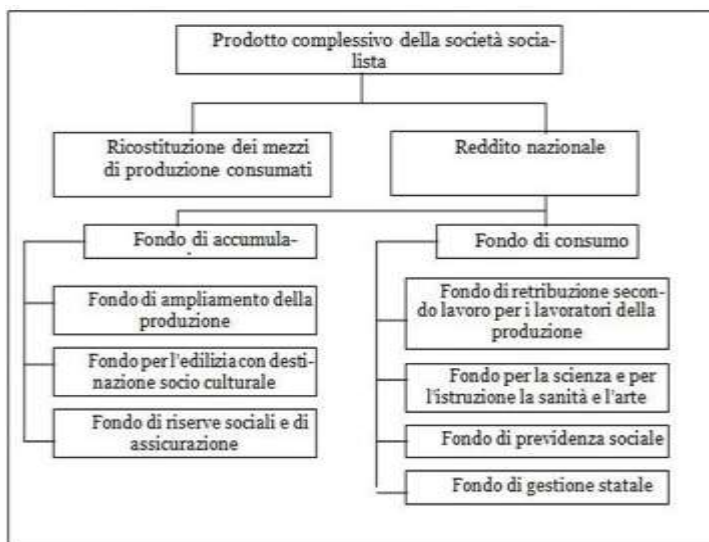 Prodotto complessivo della società socia-
lista
Ricostituzione dei mezzi
di produzione consumati
Reddito nazionale
Fondo di accumula-
Fondo di consumo
Fondo di ampliamento della
produzione
Fondo per l'edilizia con desti-
nazione socio culturale
Fondo di riserve sociali e di
assicurazione
Fondo di retribuzione secon-
do lavoro per i lavoratori della
produzione
Fondo per la scienza e per
l'istruzione la sanità e l'arte
Fondo di previdenza sociale
Fondo di gestione statale